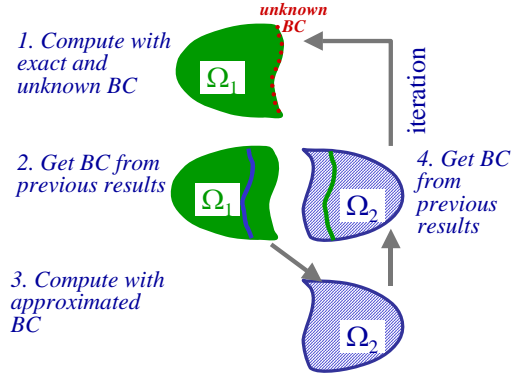 unknown
BC
1. Compute with
exact and
unknown BC
Ω1
iteration
2. Get BC from
previous results
Ω1
Ω2
4. Get BC
from
previous
results
3. Compute with
approximated
BC
Ω2